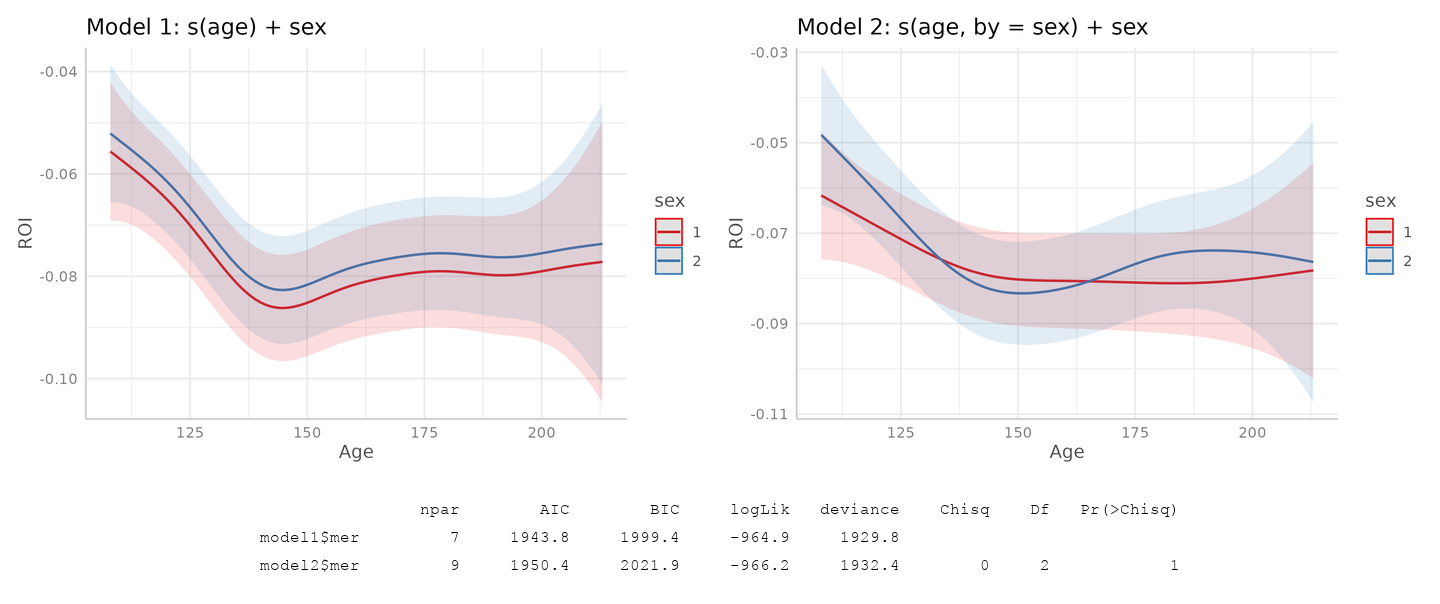 Model 1: s(age) + sex
-0.04
-0.06
-0.08
-0.10
ROI
125 150 175 200
Age
sex
1
2
Model 2: s(age, by = sex) + sex
-0.03
-0.05
-0.07
-0.09
-0.11
ROI
125 150 175 200
Age
sex
1
2
npar AIC BIC logLik deviance Chisq Df Pr(>Chisq)
model1$mer 7 1943.8 1999.4 -964.9 1929.8
model2$mer 9 1950.4 2021.9 -966.2 1932.4 0 2 1